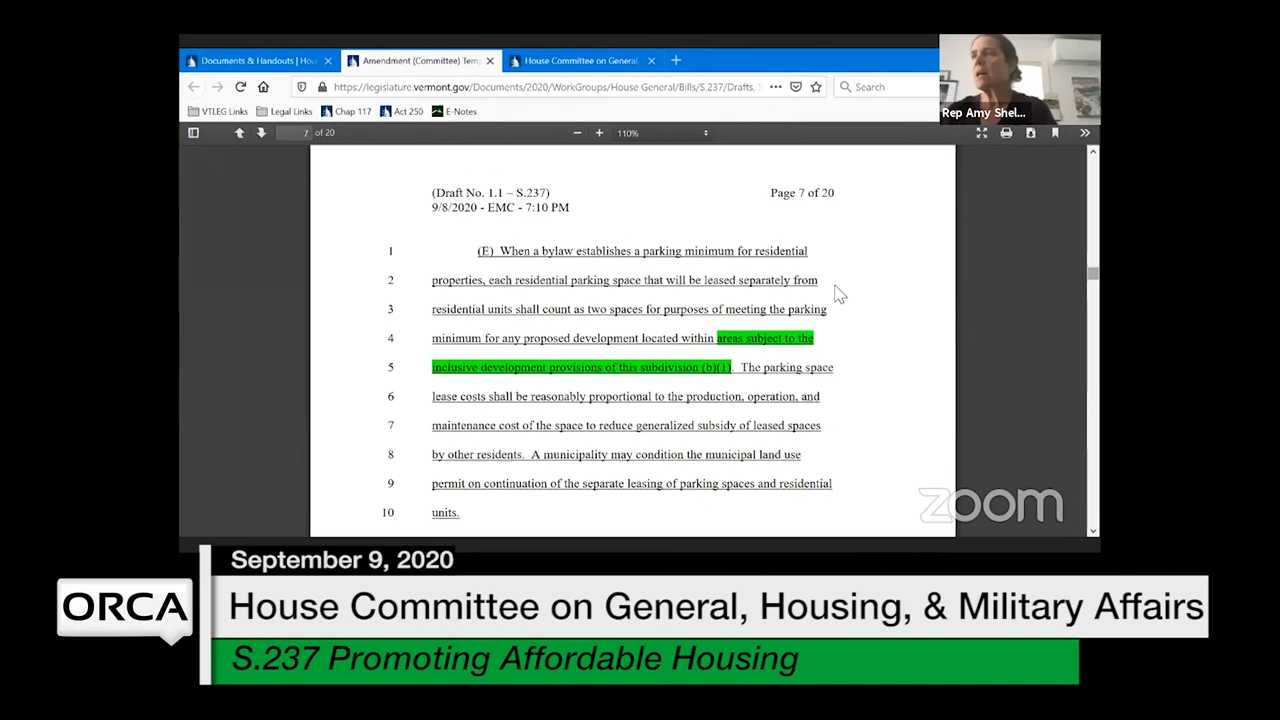 Documents & Handouts | Hou
Amendment (Committee) Temp
House Committee on General,
https://legislature.vermont.gov/Documents/2020/WorkGroups/House General/Bills/S.237/Drafts, S
Search
VTLEG Links
Legal Links
Chap 117
Act 250
E-Notes
7 of 20
110%
Rep Amy Shel...
(Draft No. 1.1 – S.237)
Page 7 of 20
9/8/2020 - EMC - 7:10 PM
1 (E) When a bylaw establishes a parking minimum for residential
2 properties, each residential parking space that will be leased separately from
3 residential units shall count as two spaces for purposes of meeting the parking
4 minimum for any proposed development located within areas subject to the
5 inclusive development provisions of this subdivision (b)(1). The parking space
6 lease costs shall be reasonably proportional to the production, operation, and
7 maintenance cost of the space to reduce generalized subsidy of leased spaces
8 by other residents. A municipality may condition the municipal land use
9 permit on continuation of the separate leasing of parking spaces and residential
10 units.
zoom
September 9, 2020
ORCA
House Committee on General, Housing, & Military Affairs
S.237 Promoting Affordable Housing